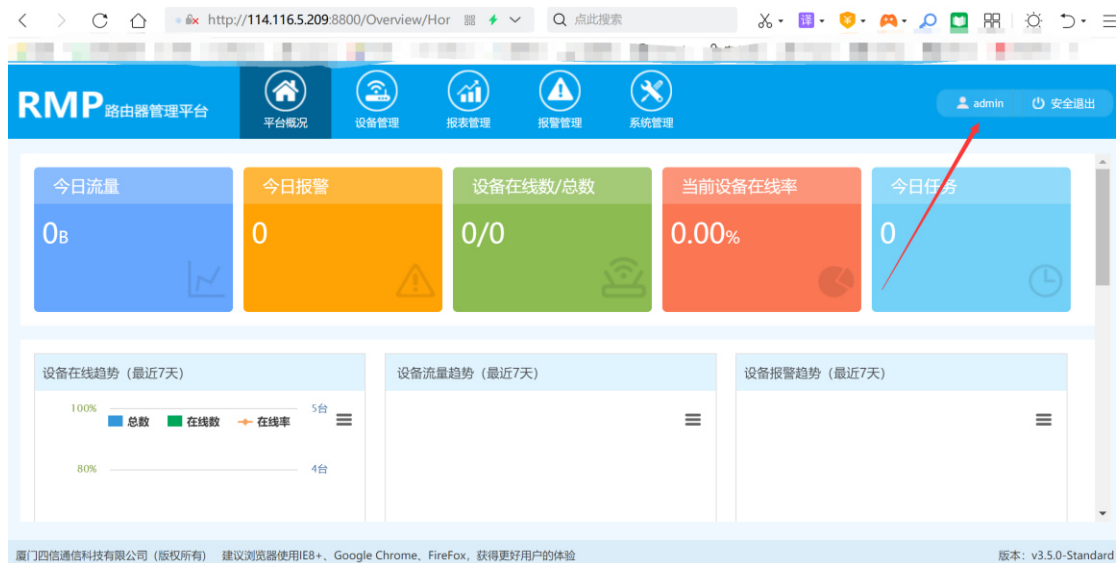 http://114.116.5.209:8800/Overview/Hor
点此搜索
译
RMP路由器管理平台
平台概况
设备管理
报表管理
报警管理
系统管理
admin
安全退出
今日流量
0B
今日报警
0
设备在线数/总数
0/0
当前设备在线率
0.00%
今日任务
0
设备在线趋势（最近7天）
100%
总数
在线数
在线率
5台
80%
4台
设备流量趋势（最近7天）
设备报警趋势（最近7天）
厦门四信通信科技有限公司（版权所有） 建议浏览器使用IE8+、Google Chrome、FireFox，获得更好用户的体验
版本：v3.5.0-Standard